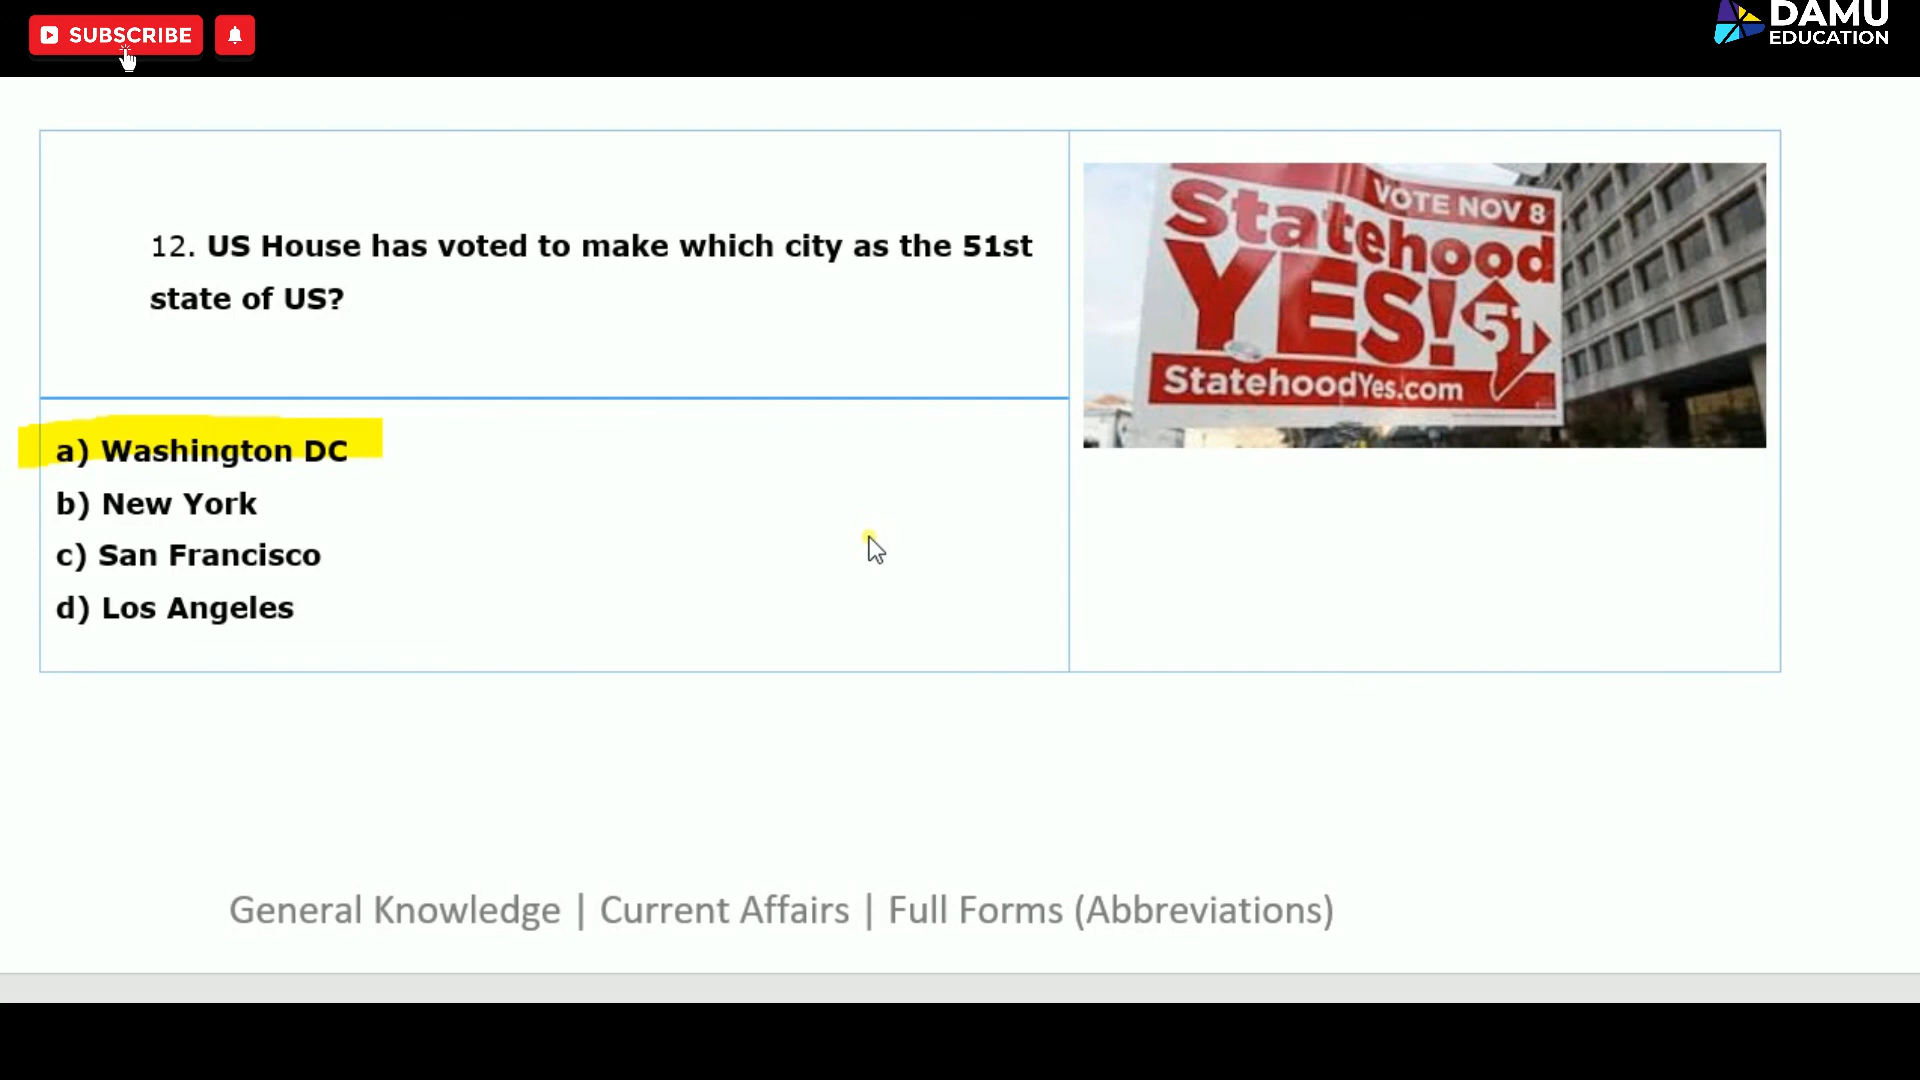 SUBSCRIBE
DAMU
EDUCATION
12. US House has voted to make which city as the 51st
state of US?
VOTE NOV 8
Statehood
YES!
51
StatehoodYes.com
a) Washington DC
b) New York
c) San Francisco
d) Los Angeles
General Knowledge | Current Affairs | Full Forms (Abbreviations)